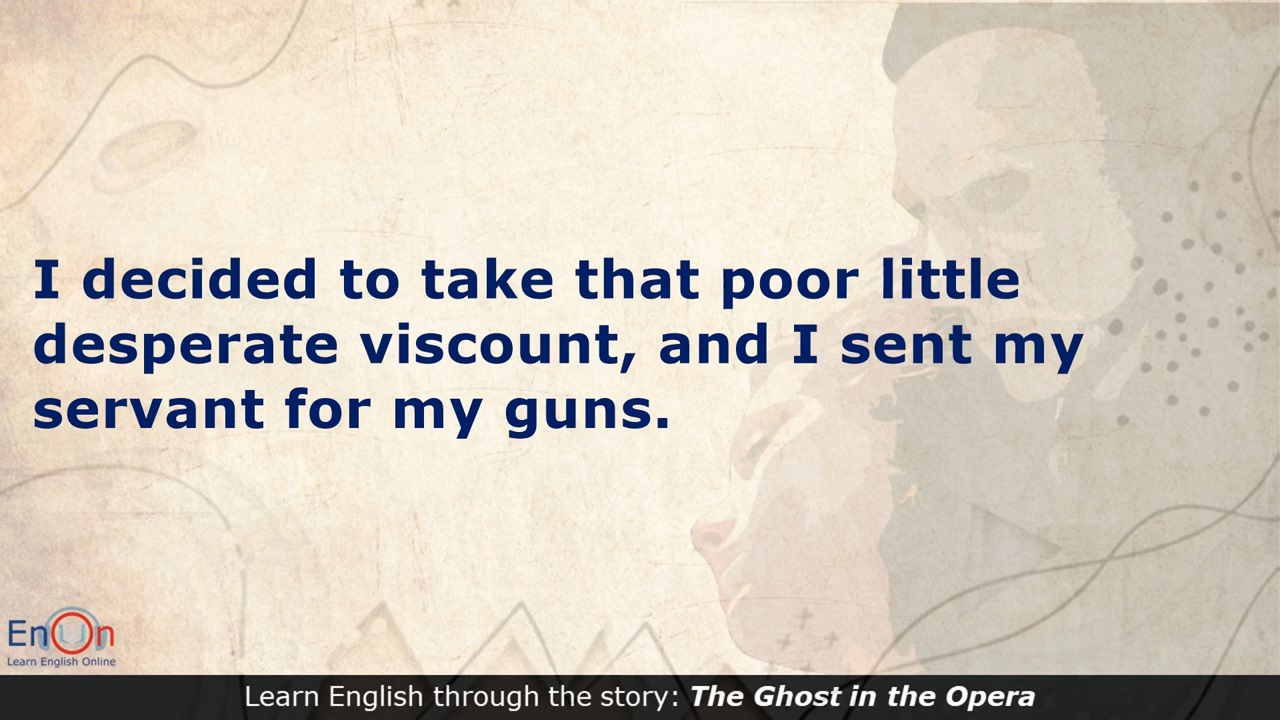 I decided to take that poor little
desperate viscount, and I sent my
servant for my guns.
EnOn
Learn English Online
Learn English through the story: The Ghost in the Opera